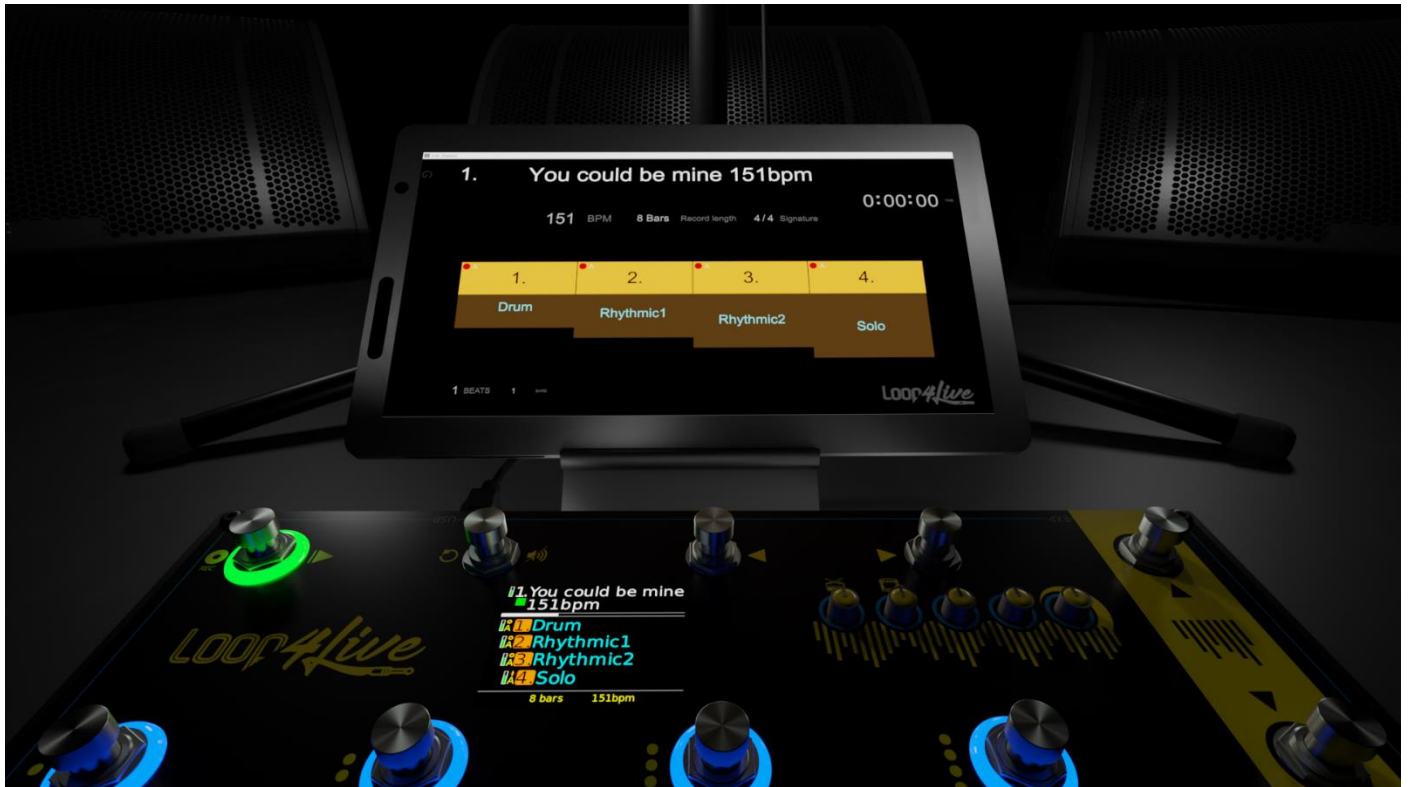 1. You could be mine 151bpm
0:00:00
151 BPM 8 Bars Record length 4/4 Signature
1. 2. 3. 4.
Drum Rhythmic1 Rhythmic2 Solo
1 BEATS 1
Loop4Live
REC
1.You could be mine
151bpm
1.Drum
2.Rhythmic1
3.Rhythmic2
4.Solo
8 bars 151bpm
Loop4Live